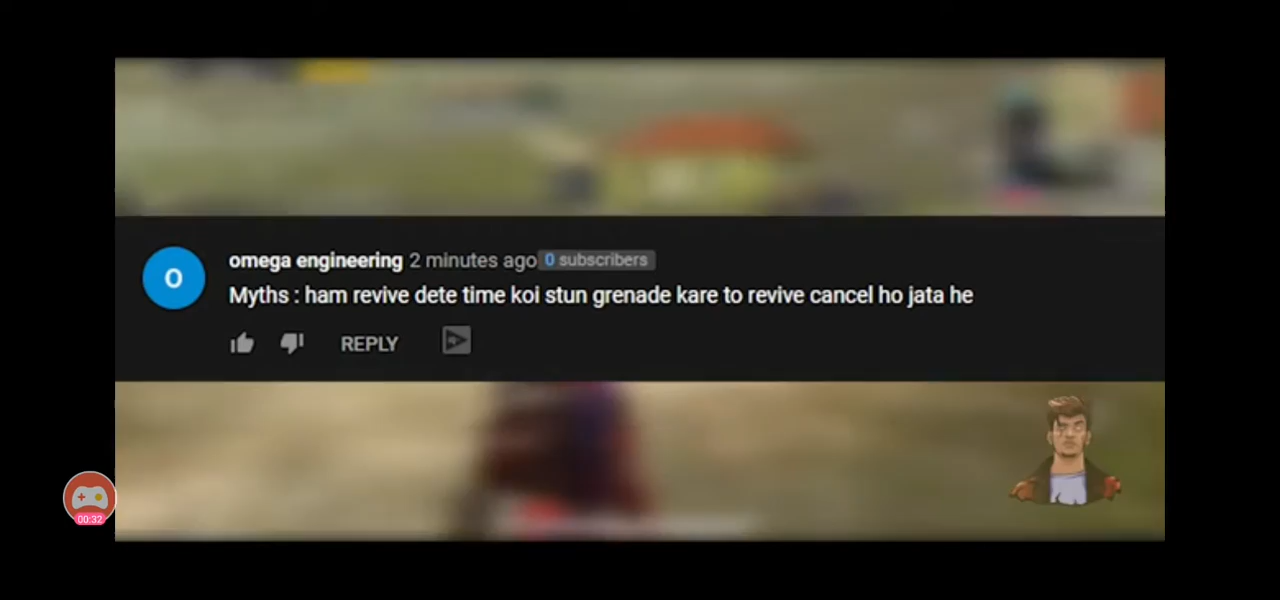 omega engineering 2 minutes ago 0 subscribers
O
Myths : ham revive dete time koi stun grenade kare to revive cancel ho jata he
REPLY
00:32